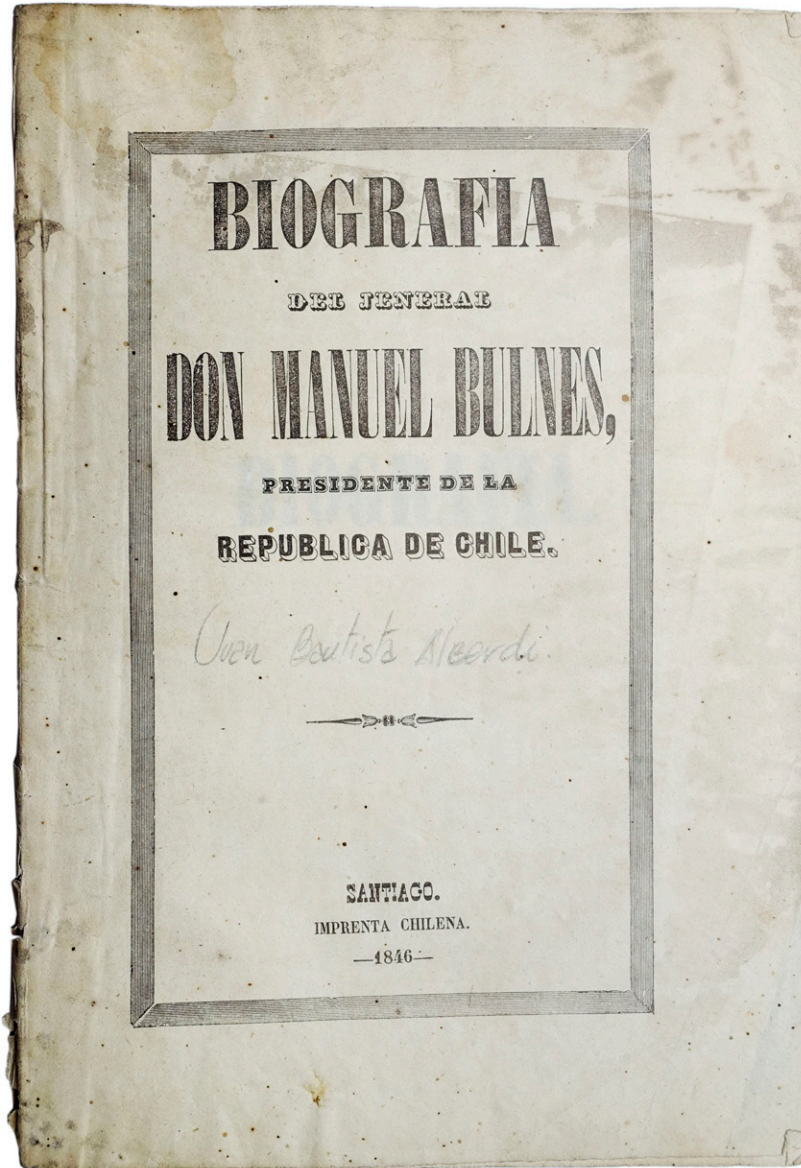 BIOGRAFIA
DEL JENERAL
DON MANUEL BULNES,
PRESIDENTE DE LA
REPUBLICA DE CHILE.
Juan Bautista Alberdi.
SANTIAGO.
IMPRENTA CHILENA.
—1846—